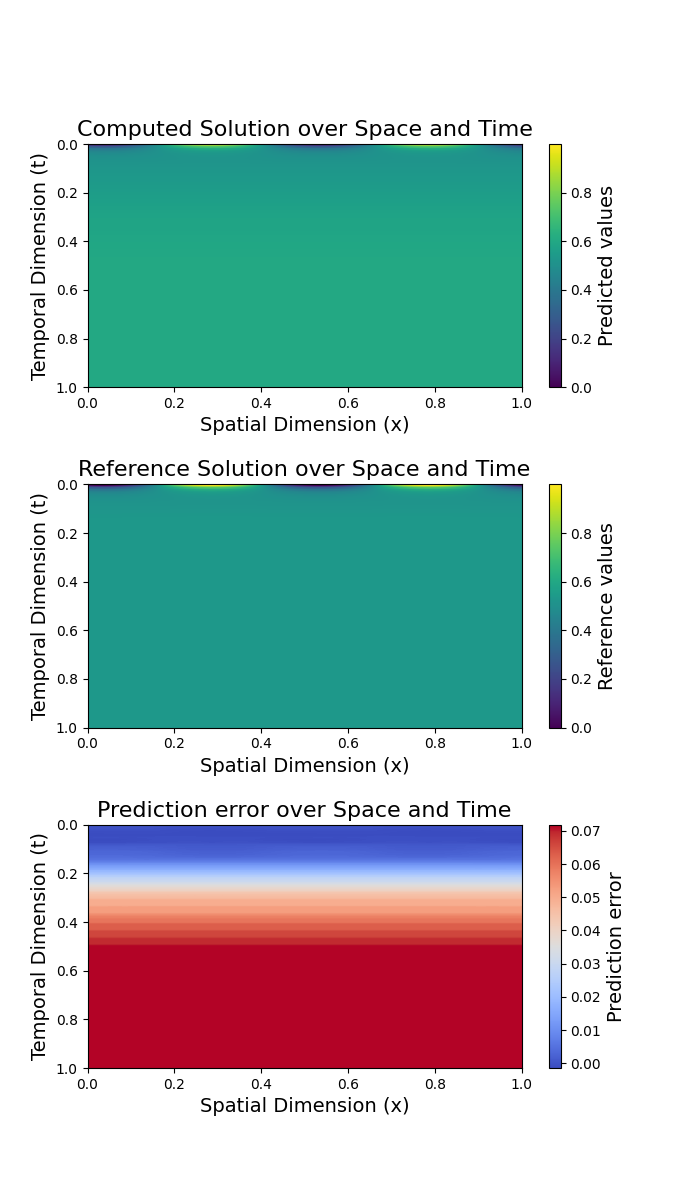 Computed Solution over Space and Time
Temporal Dimension (t)
0.0
0.2
0.4
0.6
0.8
1.0
0.0 0.2 0.4 0.6 0.8 1.0
Spatial Dimension (x)
0.8
0.6
0.4
0.2
0.0
Predicted values
Reference Solution over Space and Time
Temporal Dimension (t)
0.0
0.2
0.4
0.6
0.8
1.0
0.0 0.2 0.4 0.6 0.8 1.0
Spatial Dimension (x)
0.8
0.6
0.4
0.2
0.0
Reference values
Prediction error over Space and Time
Temporal Dimension (t)
0.0
0.2
0.4
0.6
0.8
1.0
0.0 0.2 0.4 0.6 0.8 1.0
Spatial Dimension (x)
0.07
0.06
0.05
0.04
0.03
0.02
0.01
0.00
Prediction error